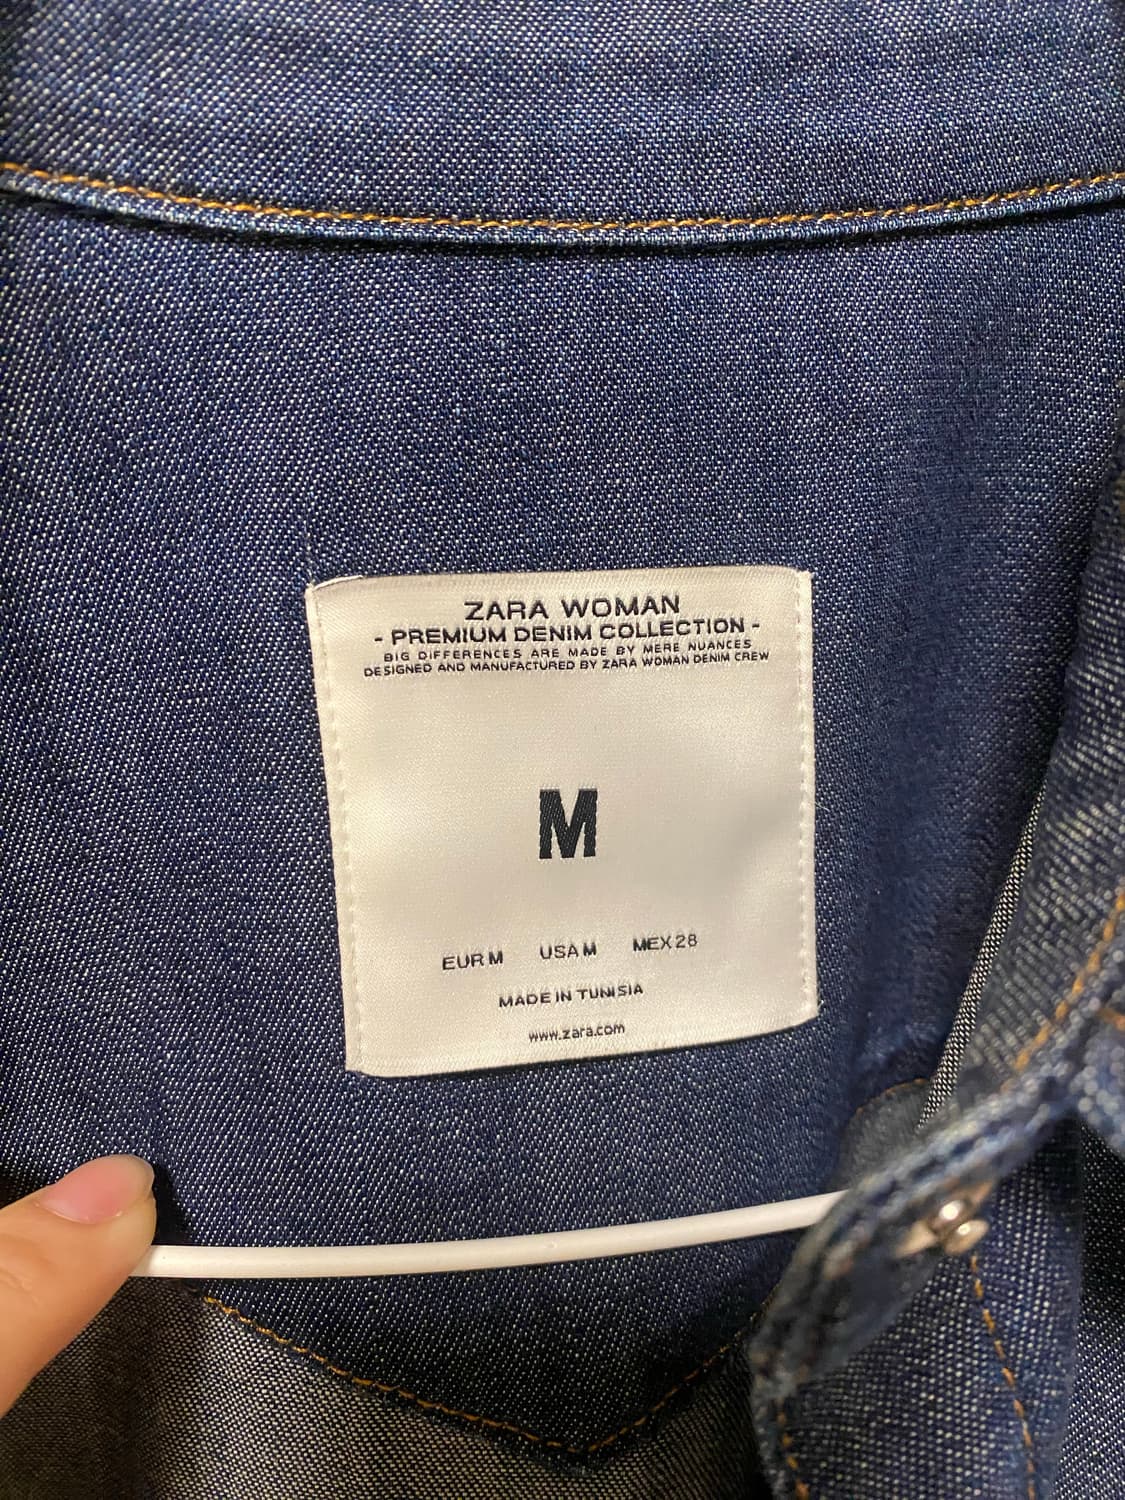 ZARA WOMAN
- PREMIUM DENIM COLLECTION -
BIG DIFFERENCES ARE MADE BY MERE NUANCES
DESIGNED AND MANUFACTURED BY ZARA WOMAN DENIM CREW
M
EUR M USA M MEX 28
MADE IN TUNISIA
www.zara.com